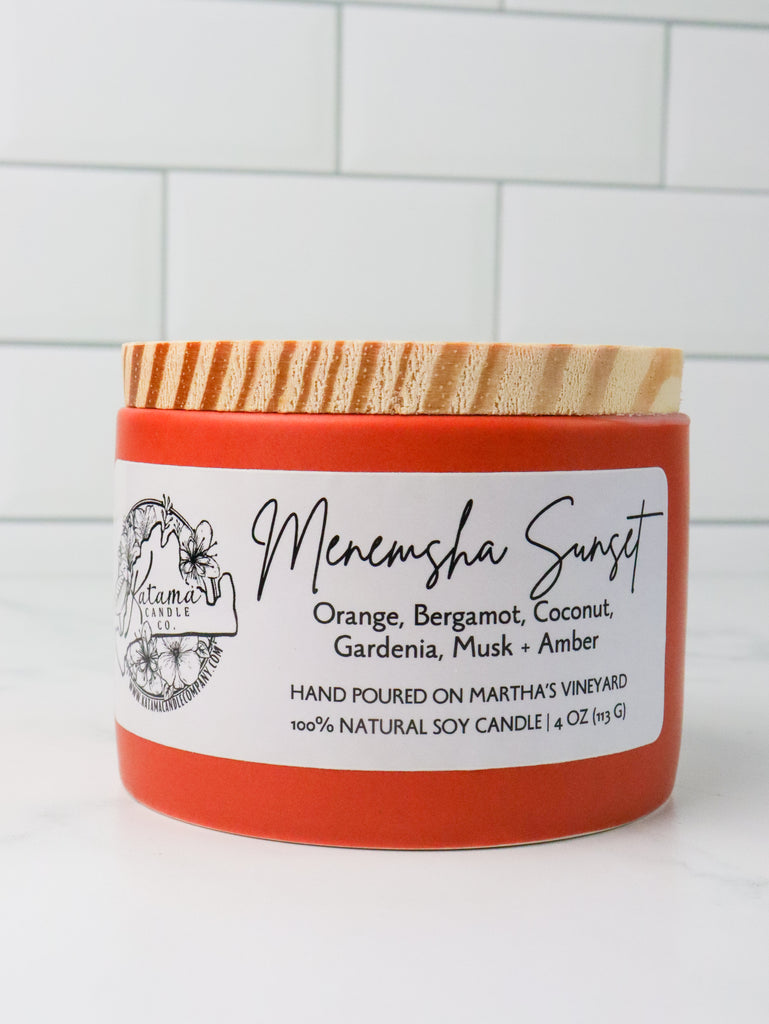 Katama
CANDLE
CO.
WWW.KATAMACANDLECOMPANY.COM
Menemsha Sunset
Orange, Bergamot, Coconut,
Gardenia, Musk + Amber
HAND POURED ON MARTHA'S VINEYARD
100% NATURAL SOY CANDLE | 4 OZ (113 G)